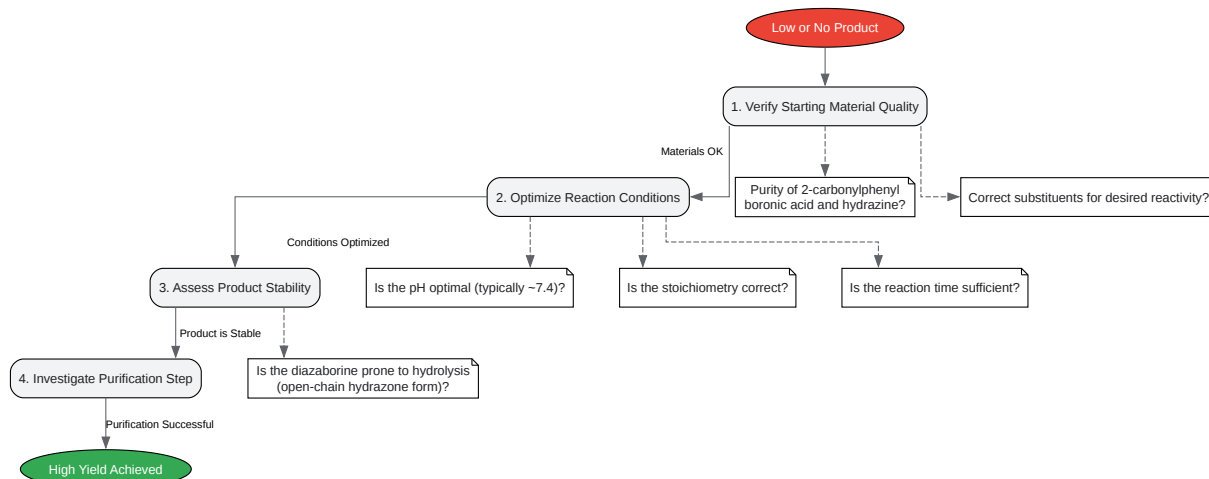 Low or No Product
1. Verify Starting Material Quality
Materials OK
Purity of 2-carbonylphenyl
boronic acid and hydrazine?
Correct substituents for desired reactivity?
2. Optimize Reaction Conditions
Conditions Optimized
Is the pH optimal (typically ~7.4)?
Is the stoichiometry correct?
Is the reaction time sufficient?
3. Assess Product Stability
Product is Stable
Is the diazaborine prone to hydrolysis
(open-chain hydrazone form)?
4. Investigate Purification Step
Purification Successful
High Yield Achieved